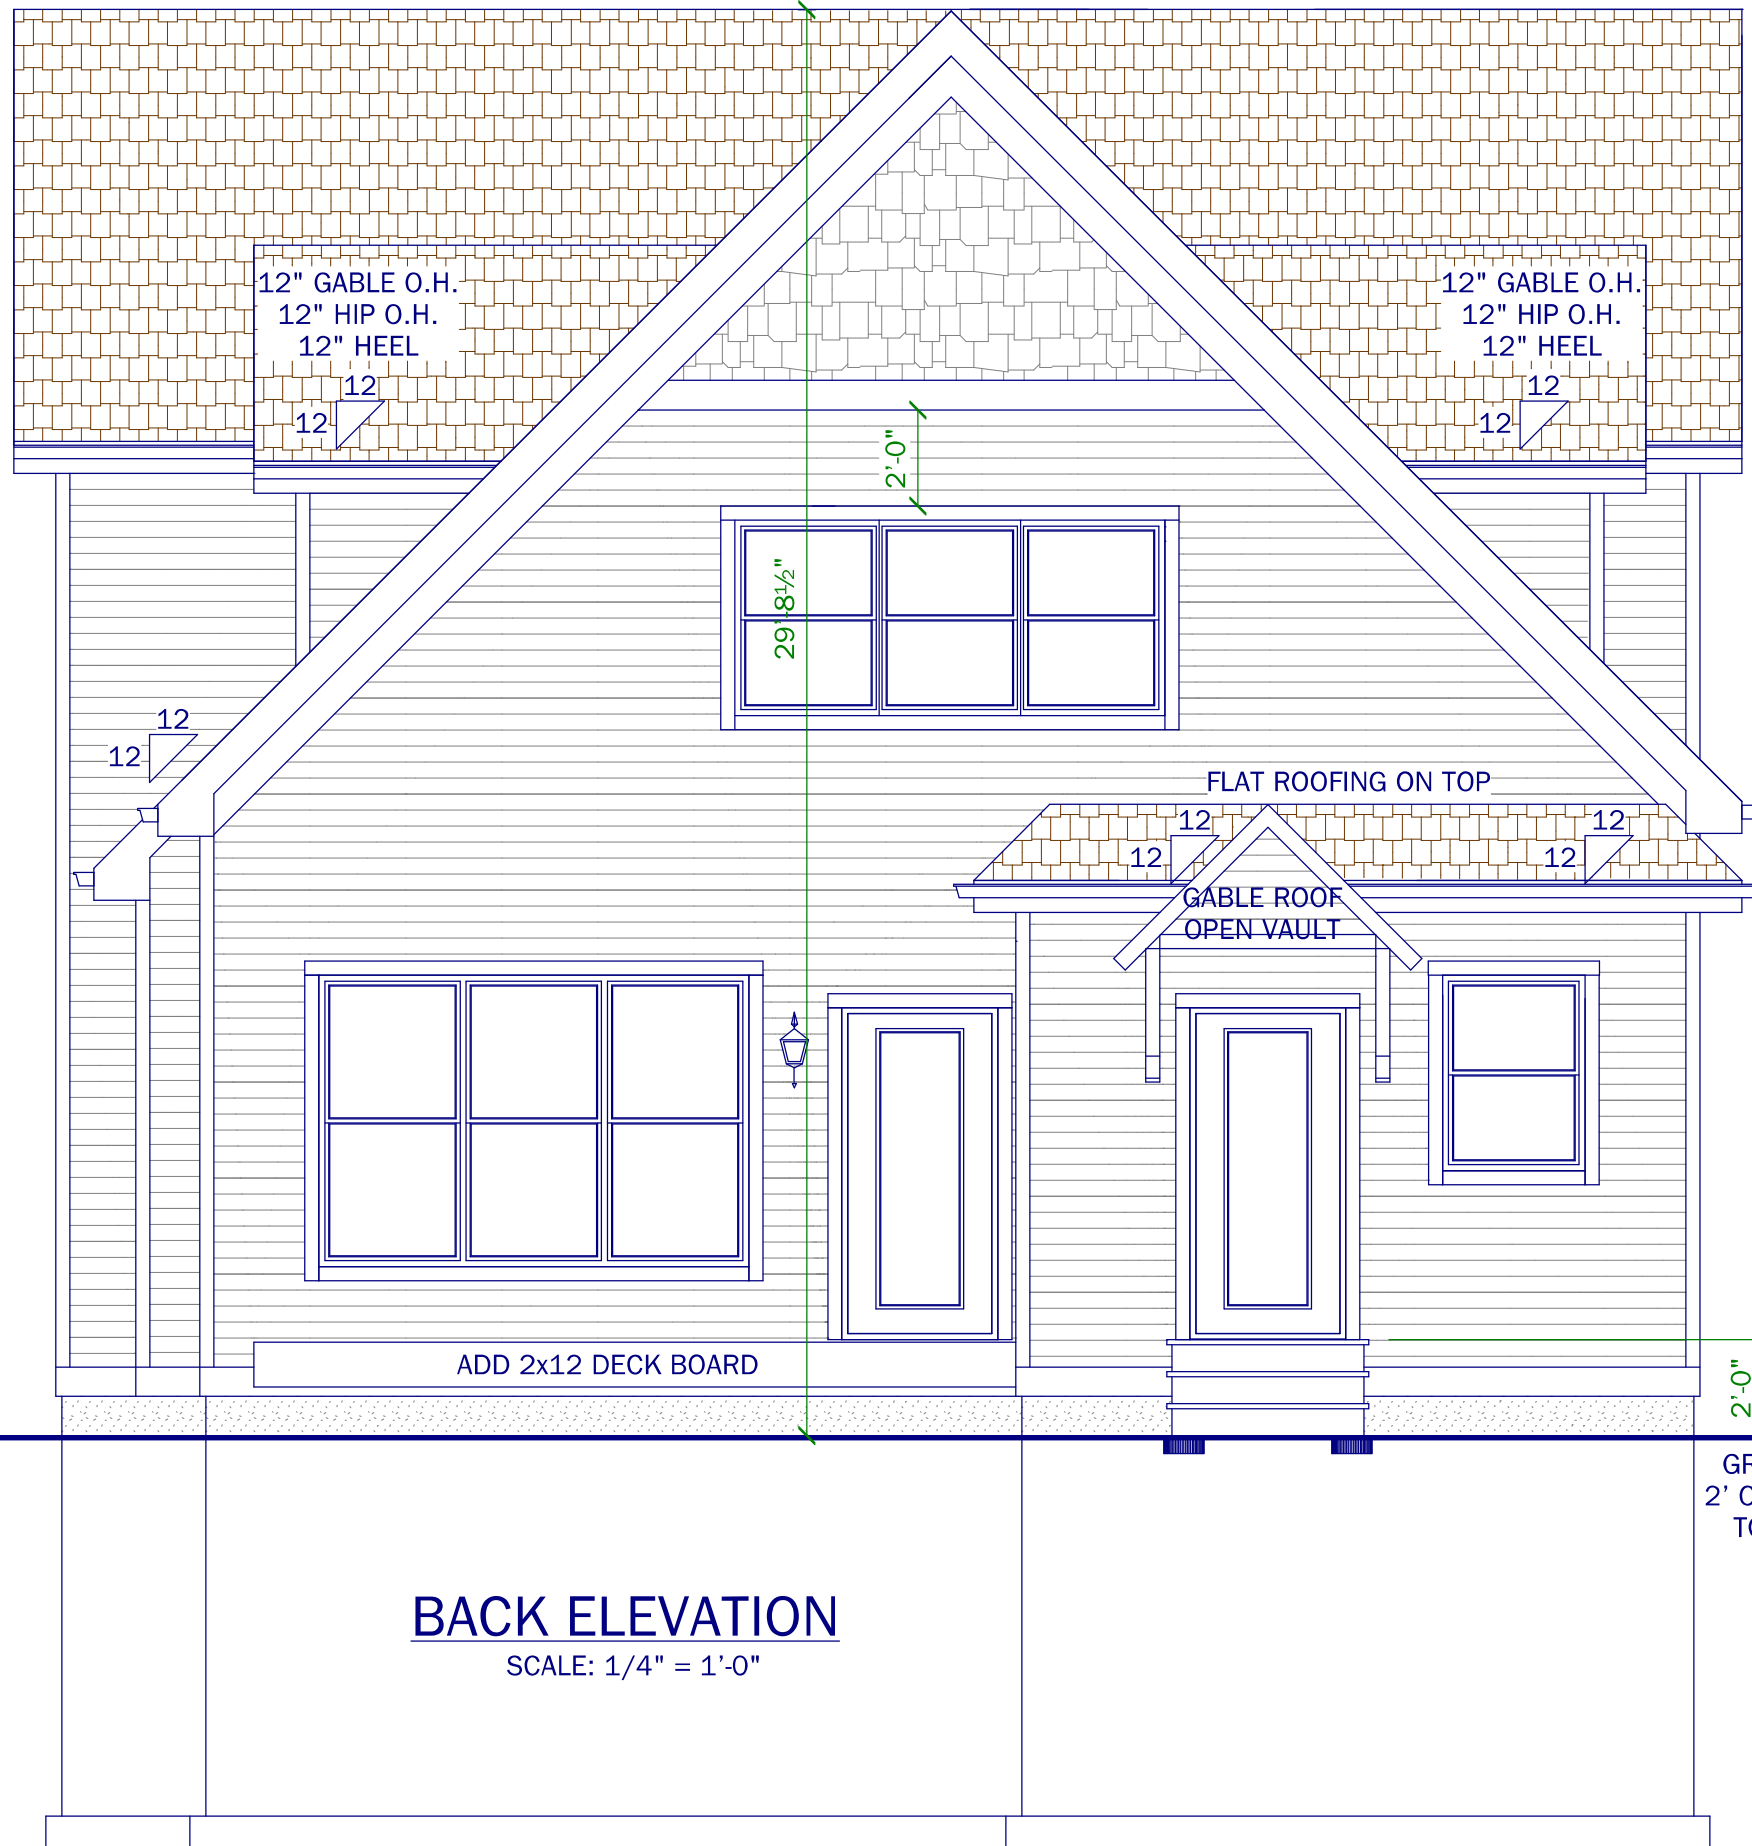 12" GABLE O.H.
12" HIP O.H.
12" HEEL
12
12
12" GABLE O.H.
12" HIP O.H.
12" HEEL
12
12
2'-0"
29'-8½"
12
12
FLAT ROOFING ON TOP
12
12
12
12
GABLE ROOF
OPEN VAULT
ADD 2x12 DECK BOARD
2'-0"
2'
BACK ELEVATION
SCALE: 1/4" = 1'-0"